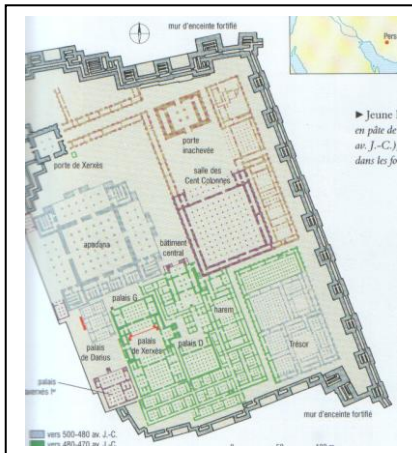 mur d'enceinte fortifié
Pers
► Jeune
en pâte de
av. J.-C.)
dans les fo
porte
inachevée
porte de Xerxès
salle des
Cent Colonnes
apadana
bâtiment
central
palais G
harem
palais
de Darius
palais
de Xerxès
palais D
Trésor
palais
mur d'enceinte
fortifié
vers 500-480 av. J.-C.
vers 480-470 av. J.-C.